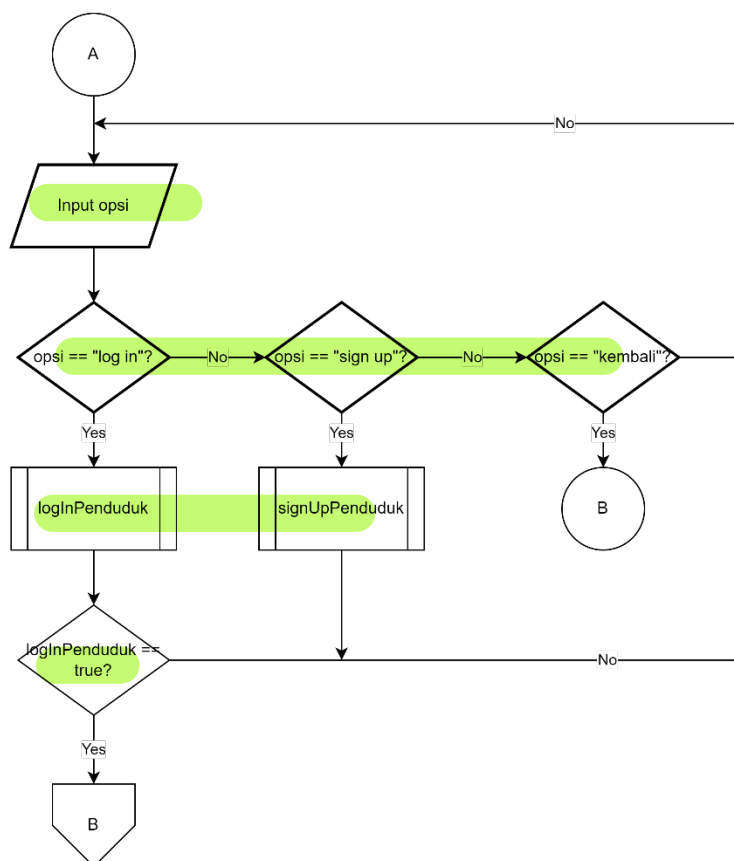 A
No
Input opsi
opsi == "log in"?
No
opsi == "sign up"?
No
opsi == "kembali"?
Yes
Yes
Yes
logInPenduduk
signUpPenduduk
B
logInPenduduk ==
true?
No
Yes
B